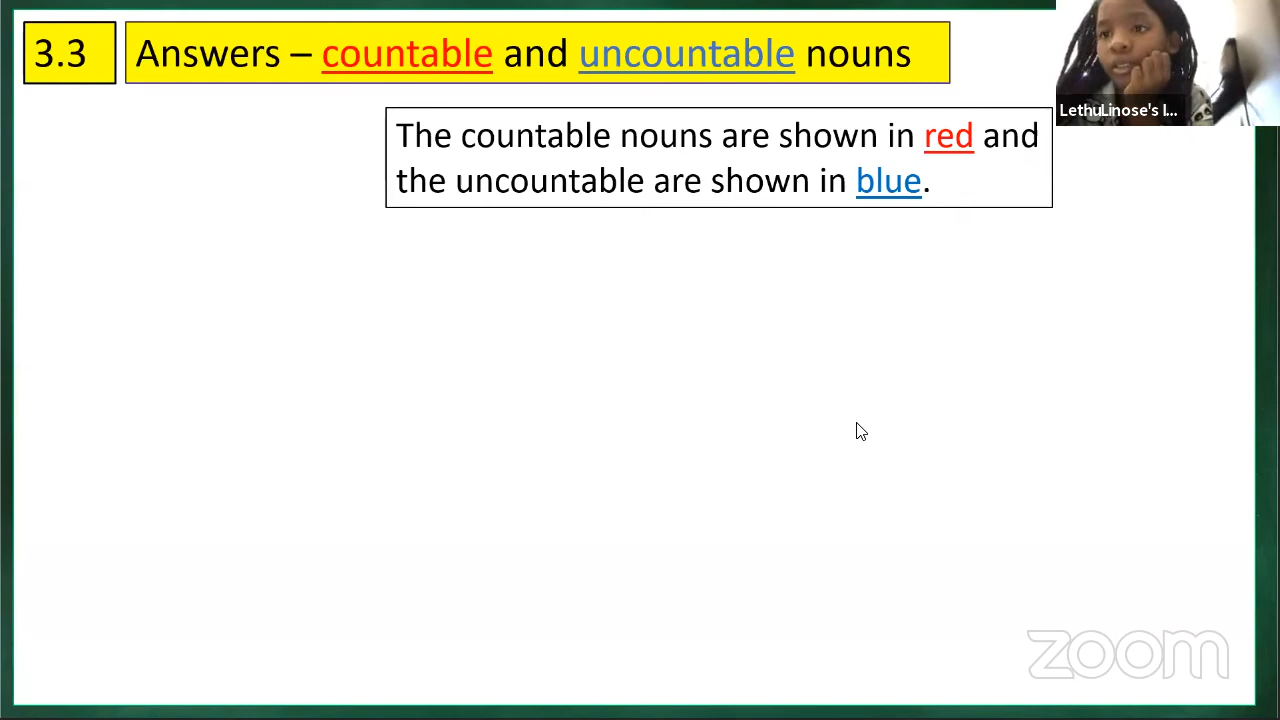 3.3
Answers – countable and uncountable nouns
LethuLinose's I...
The countable nouns are shown in red and
the uncountable are shown in blue.
zoom